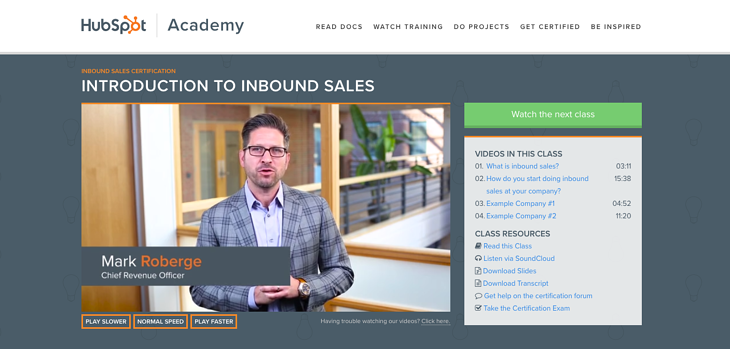 HubSpot Academy
READ DOCS WATCH TRAINING DO PROJECTS GET CERTIFIED BE INSPIRED
INBOUND SALES CERTIFICATION
INTRODUCTION TO INBOUND SALES
Mark Roberge
Chief Revenue Officer
PLAY SLOWER NORMAL SPEED PLAY FASTER
Having trouble watching our videos? Click here.
Watch the next class
VIDEOS IN THIS CLASS
01. What is inbound sales? 03:11
02. How do you start doing inbound 15:38
sales at your company?
03. Example Company #1 04:52
04. Example Company #2 11:20
CLASS RESOURCES
Read this Class
Listen via SoundCloud
Download Slides
Download Transcript
Get help on the certification forum
Take the Certification Exam